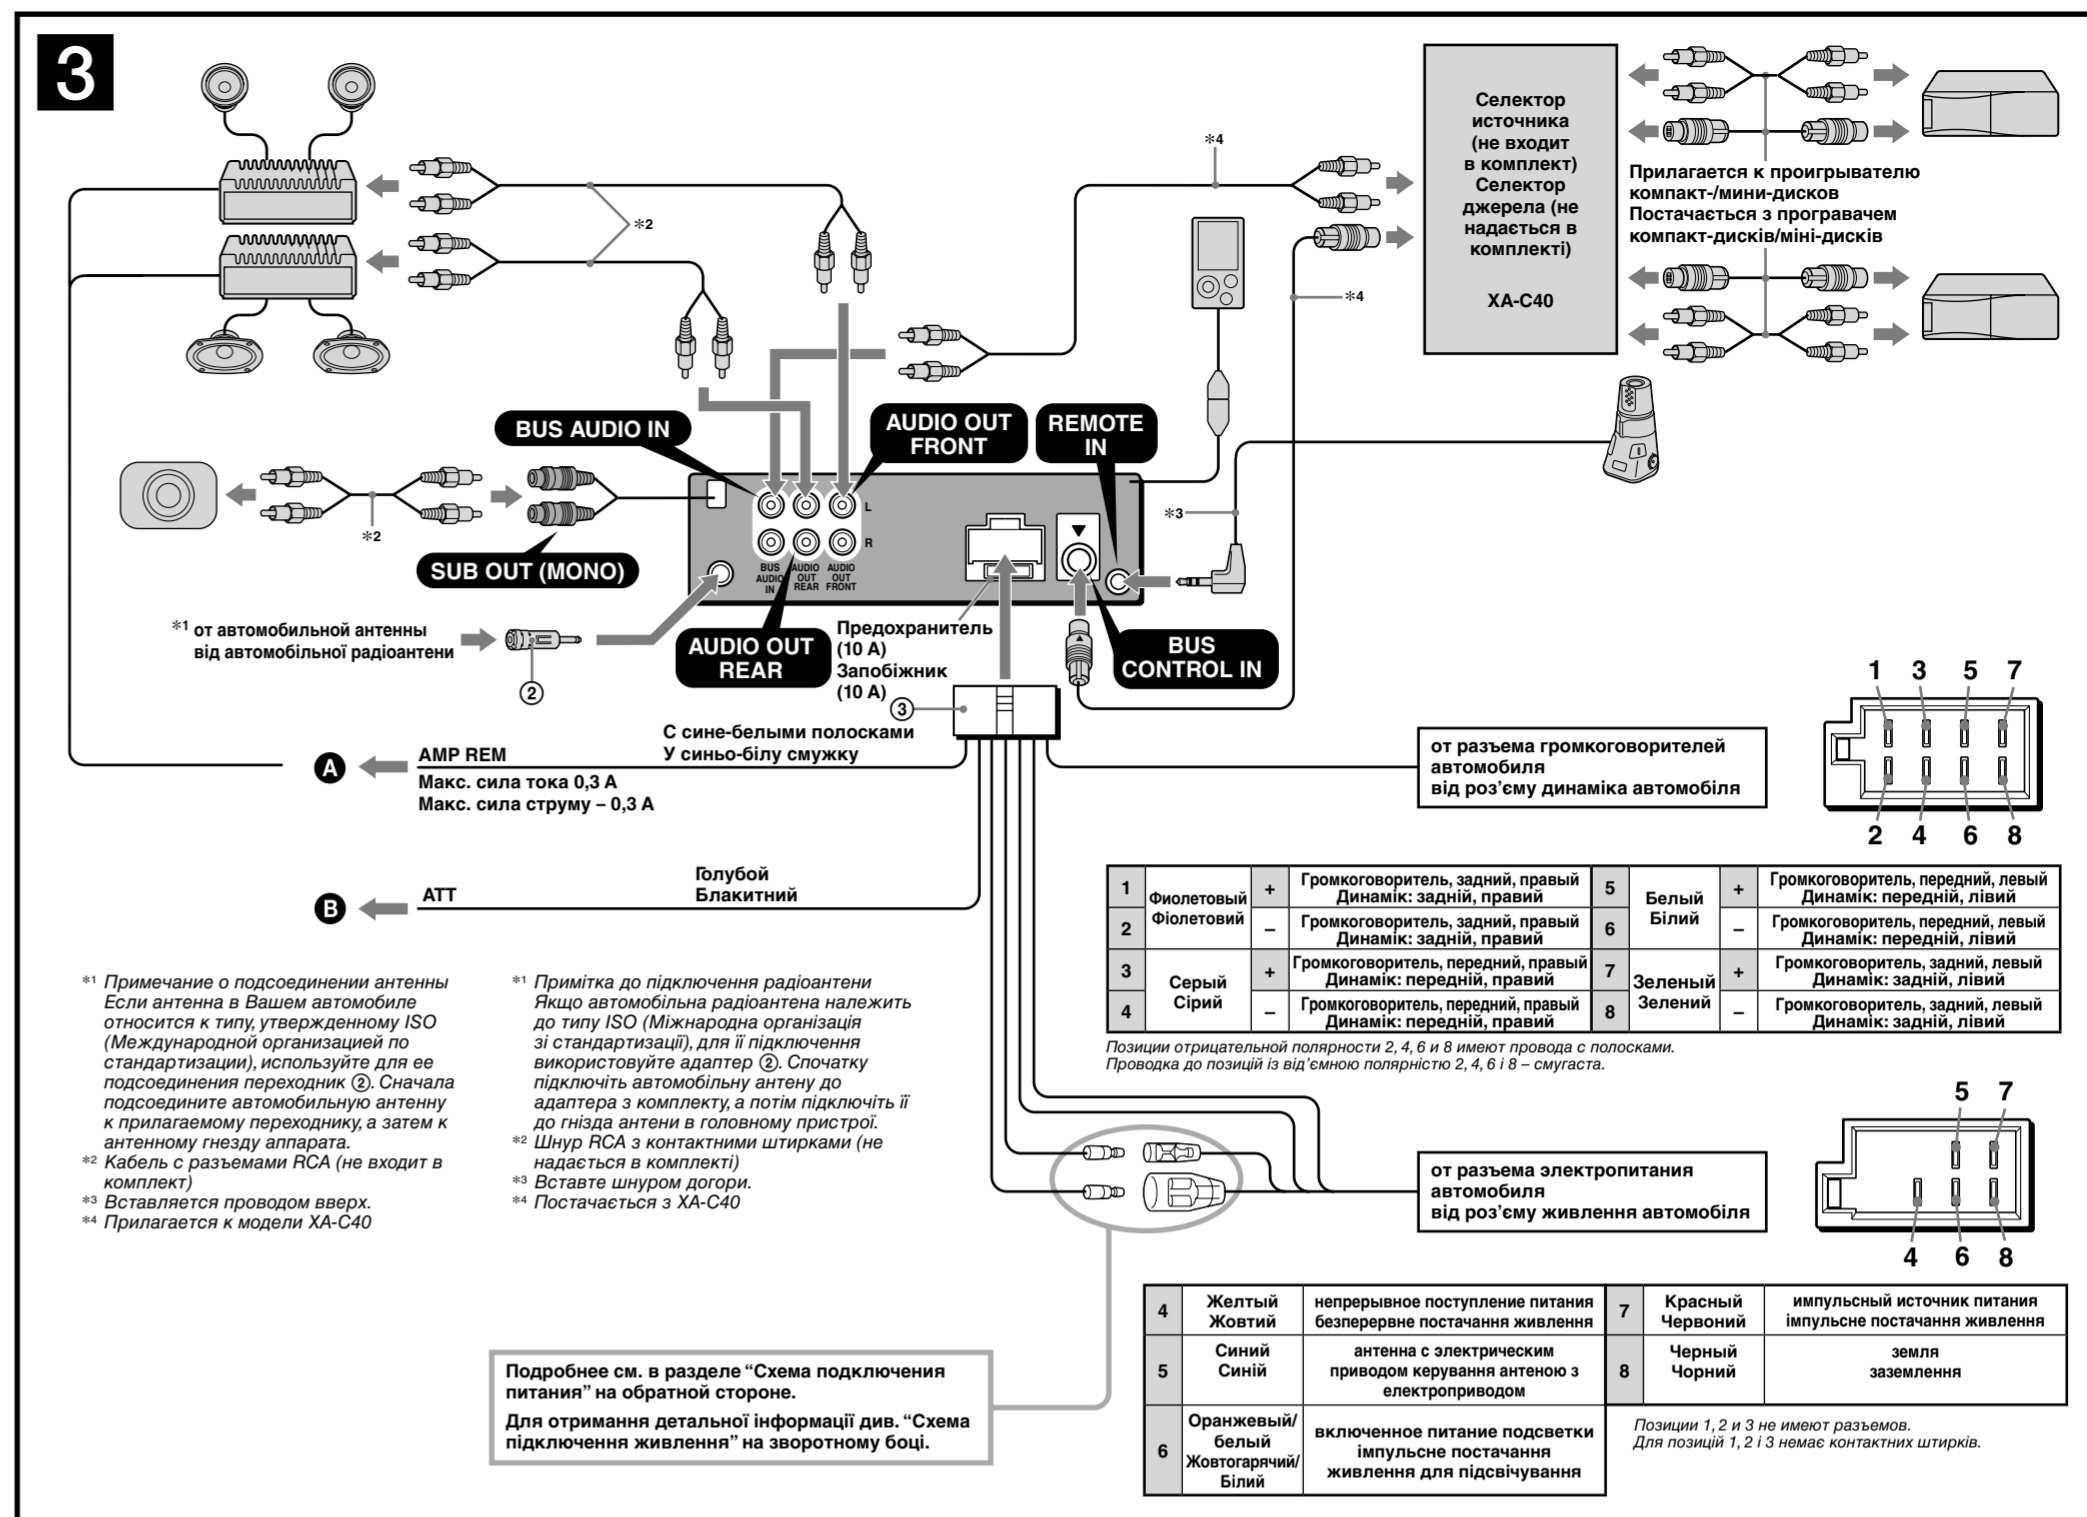 3
*4
Селектор
источника
(не входит
в комплект)
Селектор
джерела (не
надається в
комплекті)
XA-C40
Прилагается к проигрывателю
компакт-/мини-дисков
Постачається з програвачем
компакт-дисків/міні-дисків
*2
*4
BUS AUDIO IN
AUDIO OUT
FRONT
REMOTE
IN
*3
*2
L
R
BUS
AUDIO
IN
AUDIO
OUT
REAR
AUDIO
OUT
FRONT
SUB OUT (MONO)
*1 от автомобильной антенны
від автомобільної радіоантени
2
AUDIO OUT
REAR
Предохранитель
(10 A)
Запобіжник
(10 A)
3
BUS
CONTROL IN
1 3 5 7
2 4 6 8
С сине-белыми полосками
У синьо-білу смужку
A
AMP REM
Макс. сила тока 0,3 А
Макс. сила струму – 0,3 А
от разъема громкоговорителей
автомобиля
від роз’єму динаміка автомобіля
B
ATT
Голубой
Блакитний
1
Фиолетовый
Фіолетовий
+
Громкоговоритель, задний, правый
Динамік: задній, правий
2
–
Громкоговоритель, задний, правый
Динамік: задній, правий
3
Серый
Сірий
+
Громкоговоритель, передний, правый
Динамік: передній, правий
4
–
Громкоговоритель, передний, правый
Динамік: передній, правий
5
Белый
Білий
+
Громкоговоритель, передний, левый
Динамік: передній, лівий
6
–
Громкоговоритель, передний, левый
Динамік: передній, лівий
7
Зеленый
Зелений
+
Громкоговоритель, задний, левый
Динамік: задній, лівий
8
–
Громкоговоритель, задний, левый
Динамік: задній, лівий
Позиции отрицательной полярности 2, 4, 6 и 8 имеют провода с полосками.
Проводка до позицій із від’ємною полярністю 2, 4, 6 і 8 – смугаста.
*1 Примечание о подсоединении антенны
Если антенна в Вашем автомобиле
относится к типу, утвержденному ISO
(Международной организацией по
стандартизации), используйте для ее
подсоединения переходник ②. Сначала
подсоедините автомобильную антенну
к прилагаемому переходнику, а затем к
антенному гнезду аппарата.
*2 Кабель с разъемами RCA (не входит в
комплект)
*3 Вставляется проводом вверх.
*4 Прилагается к модели XA-C40
*1 Примітка до підключення радіоантени
Якщо автомобільна радіоантена належить
до типу ISO (Міжнародна організація
зі стандартизації), для її підключення
використовуйте адаптер ②. Спочатку
підключіть автомобільну антену до
адаптера з комплекту, а потім підключіть її
до гнізда антени в головному пристрої.
*2 Шнур RCA з контактними штирками (не
надається в комплекті)
*3 Вставте шнуром догори.
*4 Постачається з XA-C40
от разъема электропитания
автомобиля
від роз’єму живлення автомобіля
5 7
4 6 8
4
Желтый
Жовтий
непрерывное поступление питания
безперервне постачання живлення
5
Синий
Синій
антенна с электрическим
приводом керування антеною з
електроприводом
6
Оранжевый/
белый
Жовтогарячий/
Білий
включенное питание подсветки
імпульсне постачання
живлення для підсвічування
7
Красный
Червоний
импульсный источник питания
імпульсне постачання живлення
8
Черный
Чорний
земля
заземлення
Позиции 1, 2 и 3 не имеют разъемов.
Для позицій 1, 2 і 3 немає контактних штирків.
Подробнее см. в разделе “Схема подключения
питания” на обратной стороне.
Для отримання детальної інформації див. “Схема
підключення живлення” на зворотному боці.